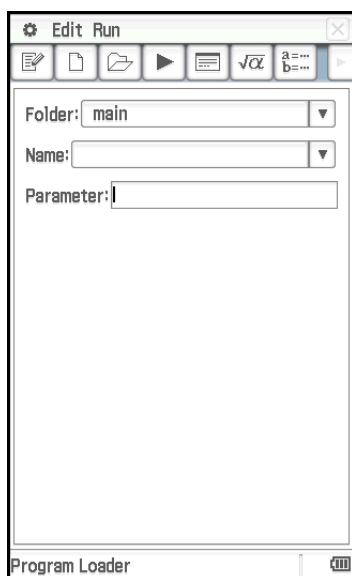 Edit Run
√α a=... b=...
Folder: main
Name:
Parameter:
Program Loader